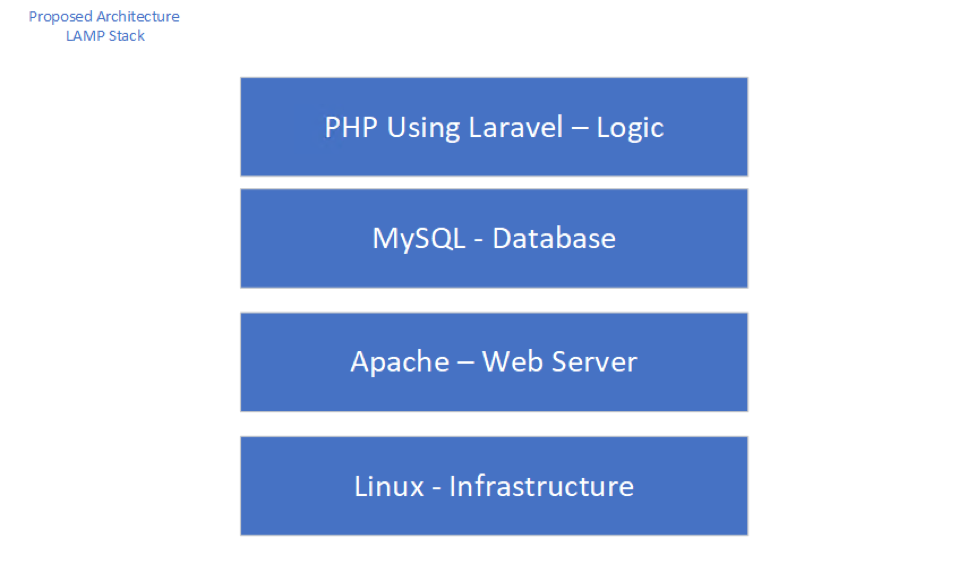 Proposed Architecture
LAMP Stack
PHP Using Laravel – Logic
MySQL - Database
Apache – Web Server
Linux - Infrastructure